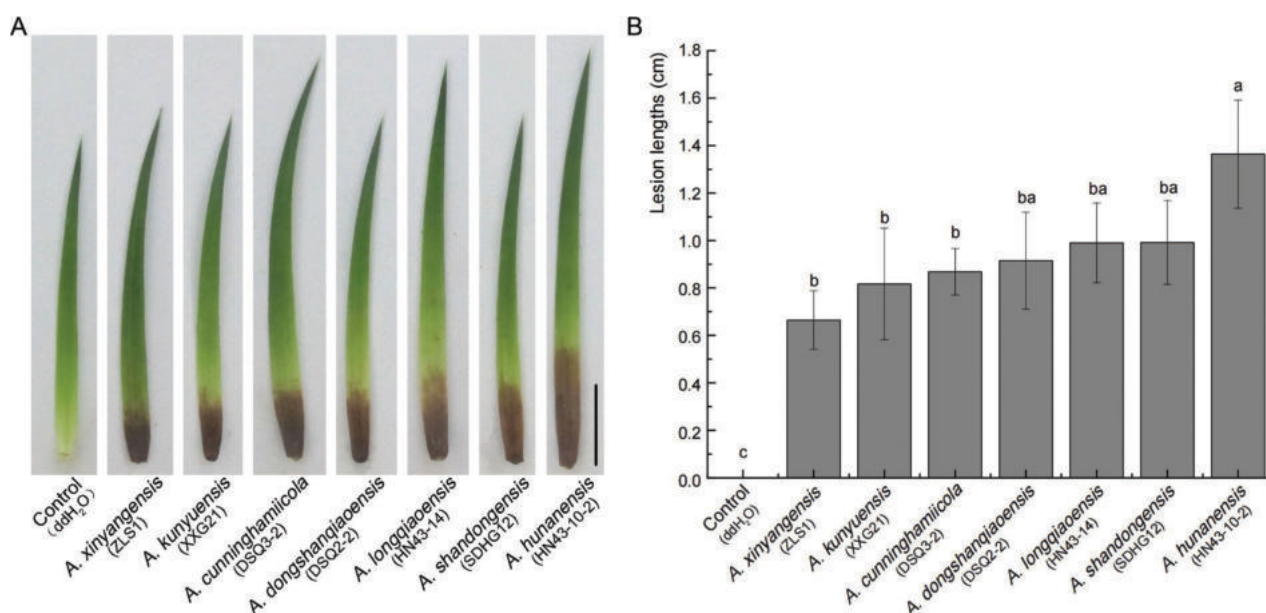 A
Control
(ddH₂O)
A. xinyangensis
(ZLS1)
A. kunyuensis
(XXG21)
A. cunninghamiicola
(DSQ3-2)
A. dongshanqiaoensis
(DSQ2-2)
A. longqiaoensis
(HN43-14)
A. shandongensis
(SDHG12)
A. hunanensis
(HN43-10-2)
B
Lesion lengths (cm)
1.8
1.6
1.4
1.2
1.0
0.8
0.6
0.4
0.2
0.0
c
b
b
b
ba
ba
ba
a
Control
(ddH₂O)
A. xinyangensis
(ZLS1)
A. kunyuensis
(XXG21)
A. cunninghamiicola
(DSQ3-2)
A. dongshanqiaoensis
(DSQ2-2)
A. longqiaoensis
(HN43-14)
A. shandongensis
(SDHG12)
A. hunanensis
(HN43-10-2)